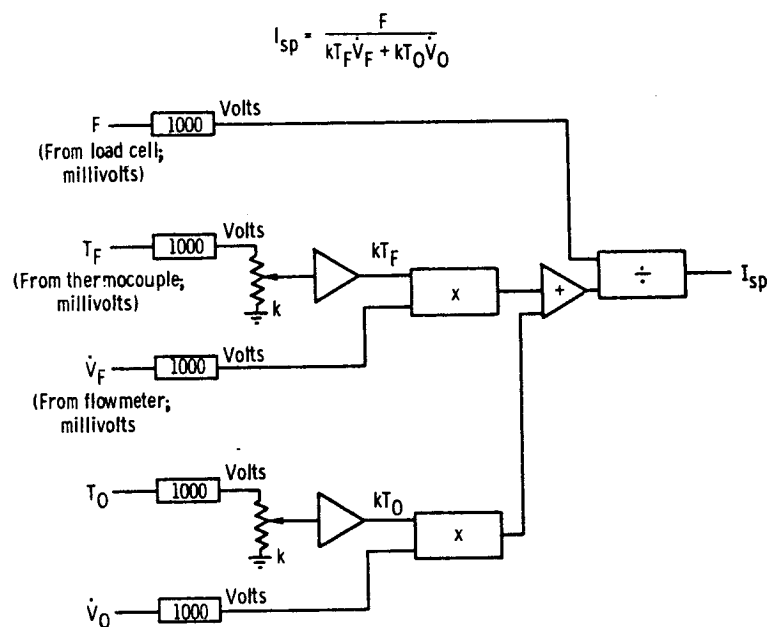 I_sp = F / (kT_F V̇_F + kT_O V̇_O)
F 1000 Volts
(From load cell;
millivolts)
T_F 1000 Volts
(From thermocouple;
millivolts)
k
kT_F
x
+
÷
I_sp
V̇_F 1000 Volts
(From flowmeter;
millivolts
T_O 1000 Volts
k
kT_O
x
V̇_O 1000 Volts